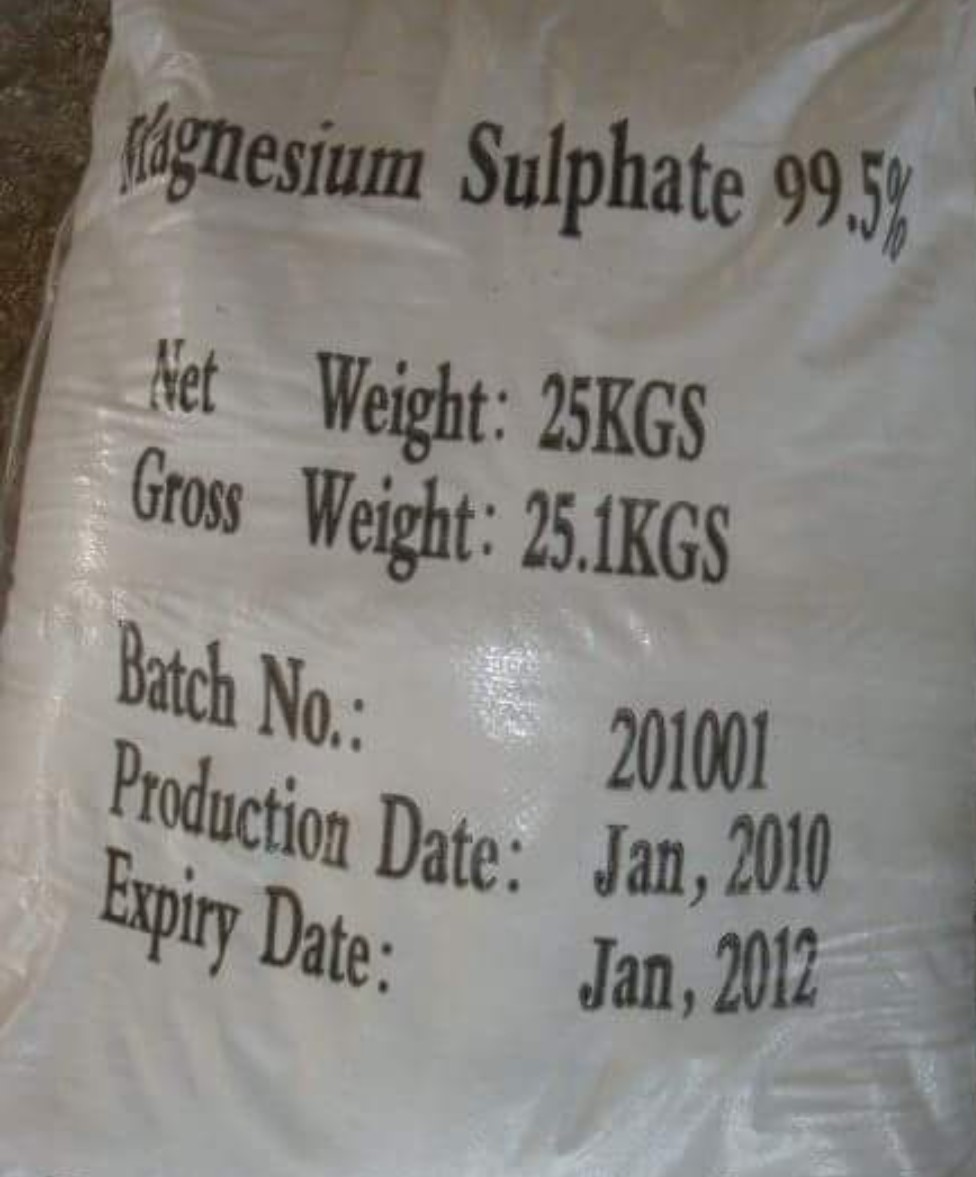 Magnesium Sulphate 99.5%
Net Weight: 25KGS
Gross Weight: 25.1KGS
Batch No.: 201001
Production Date: Jan, 2010
Expiry Date: Jan, 2012